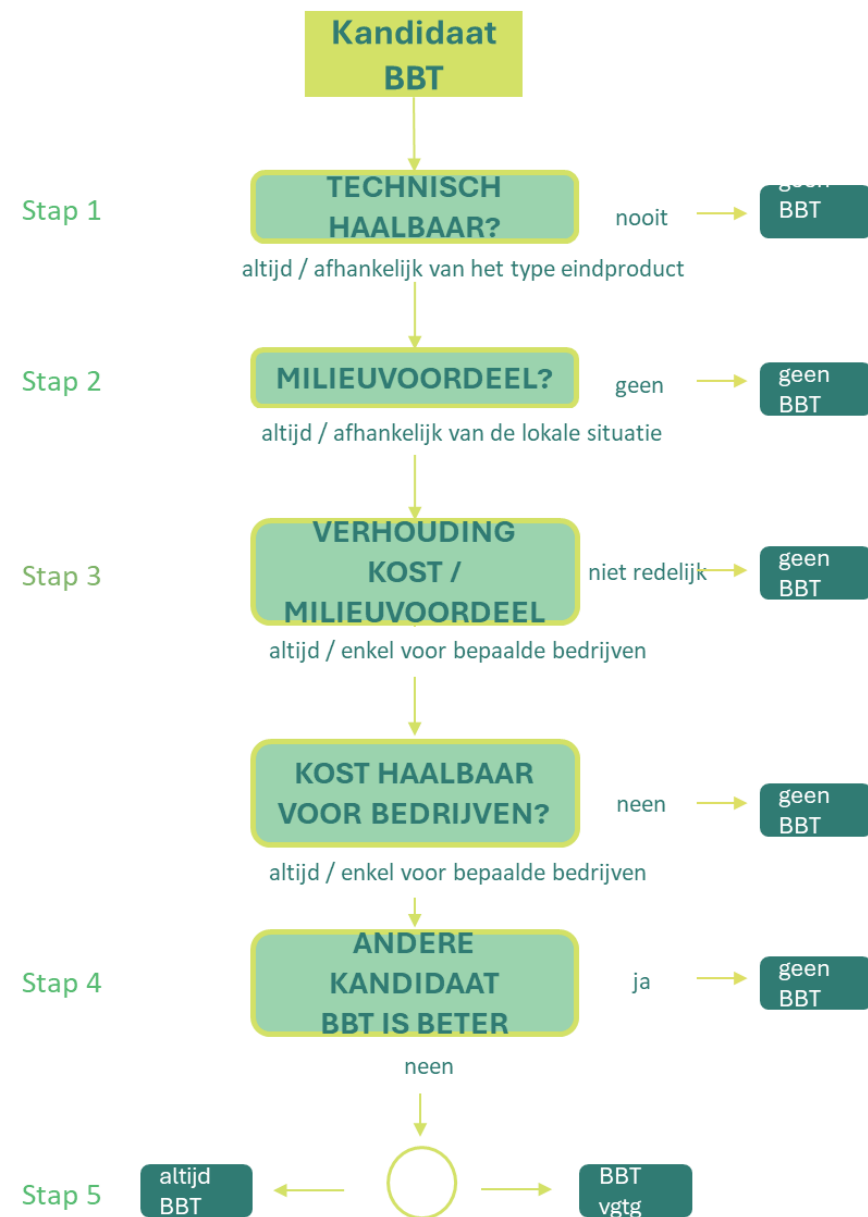 Kandidaat
BBT
Stap 1
TECHNISCH
HAALBAAR?
nooit
geen
BBT
altijd / afhankelijk van het type eindproduct
Stap 2
MILIEUVOORDEEL?
geen
geen
BBT
altijd / afhankelijk van de lokale situatie
Stap 3
VERHOUDING
KOST /
MILIEUVOORDEEL
niet redelijk
geen
BBT
altijd / enkel voor bepaalde bedrijven
KOST HAALBAAR
VOOR BEDRIJVEN?
neen
geen
BBT
altijd / enkel voor bepaalde bedrijven
Stap 4
ANDERE
KANDIDAAT
BBT IS BETER
ja
geen
BBT
neen
Stap 5
altijd
BBT
BBT
vgtg